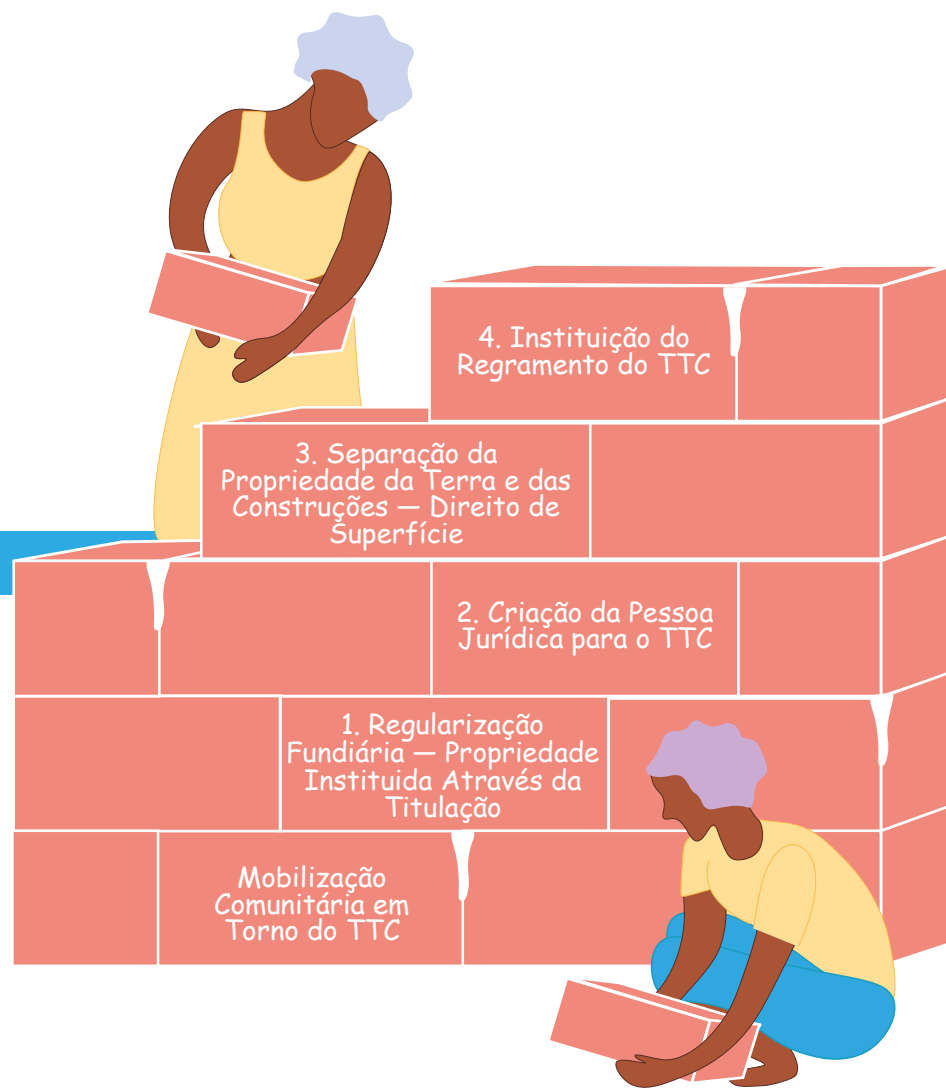 4. Instituição do
Regramento do TTC
3. Separação da
Propriedade da Terra e das
Construções — Direito de
Superfície
2. Criação da Pessoa
Jurídica para o TTC
1. Regularização
Fundiária — Propriedade
Instituida Através da
Titulação
Mobilização
Comunitária em
Torno do TTC